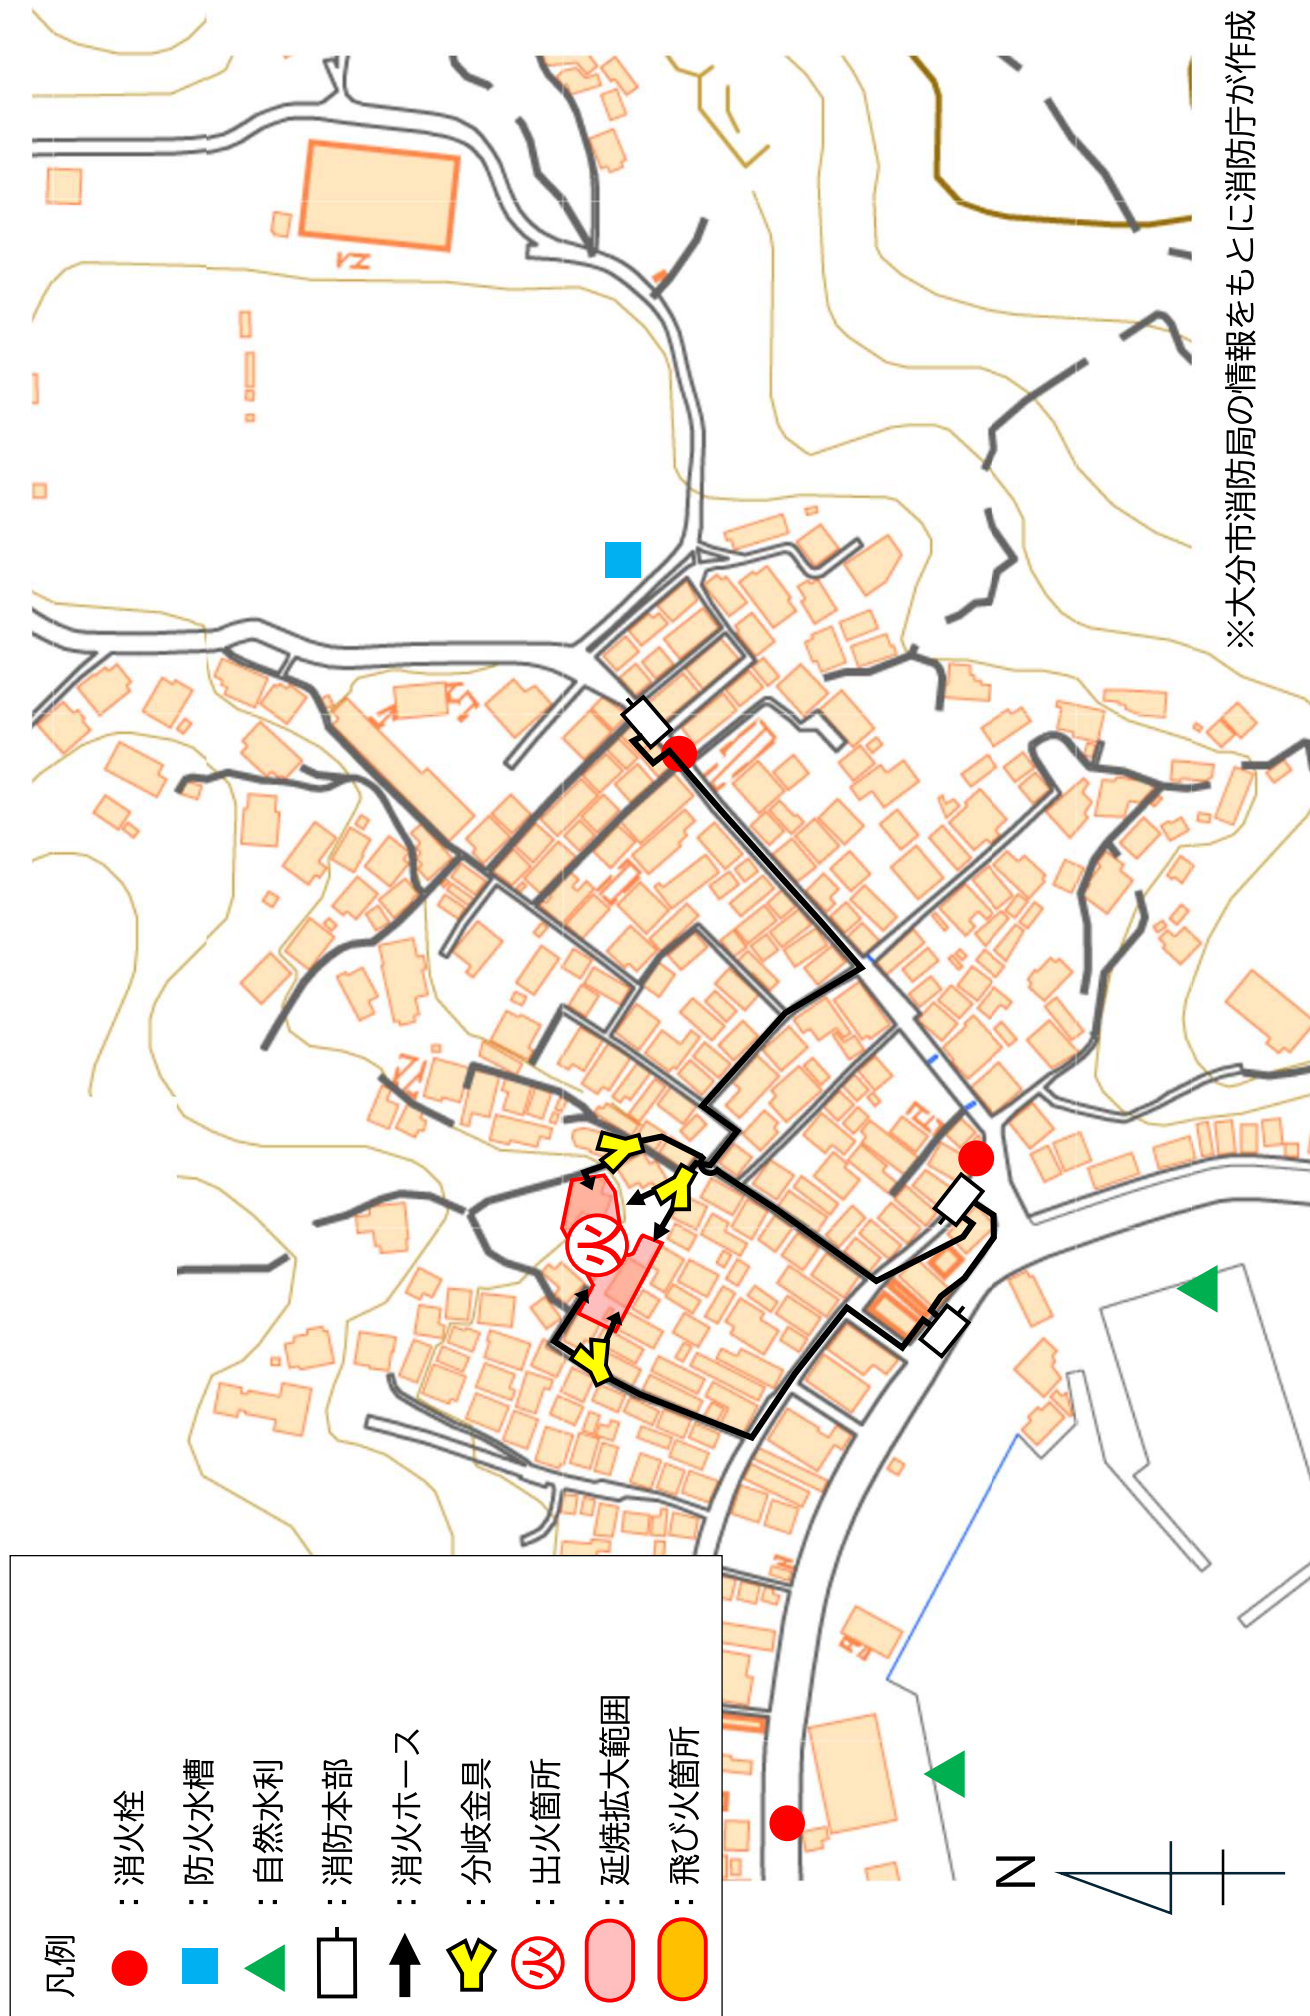 凡例
：消火栓
：防火水槽
：自然水利
：消防本部
：消火ホース
：分岐金具
火：出火箇所
：延焼拡大範囲
：飛び火箇所
火
N
※大分市消防局の情報をもとに消防庁が作成